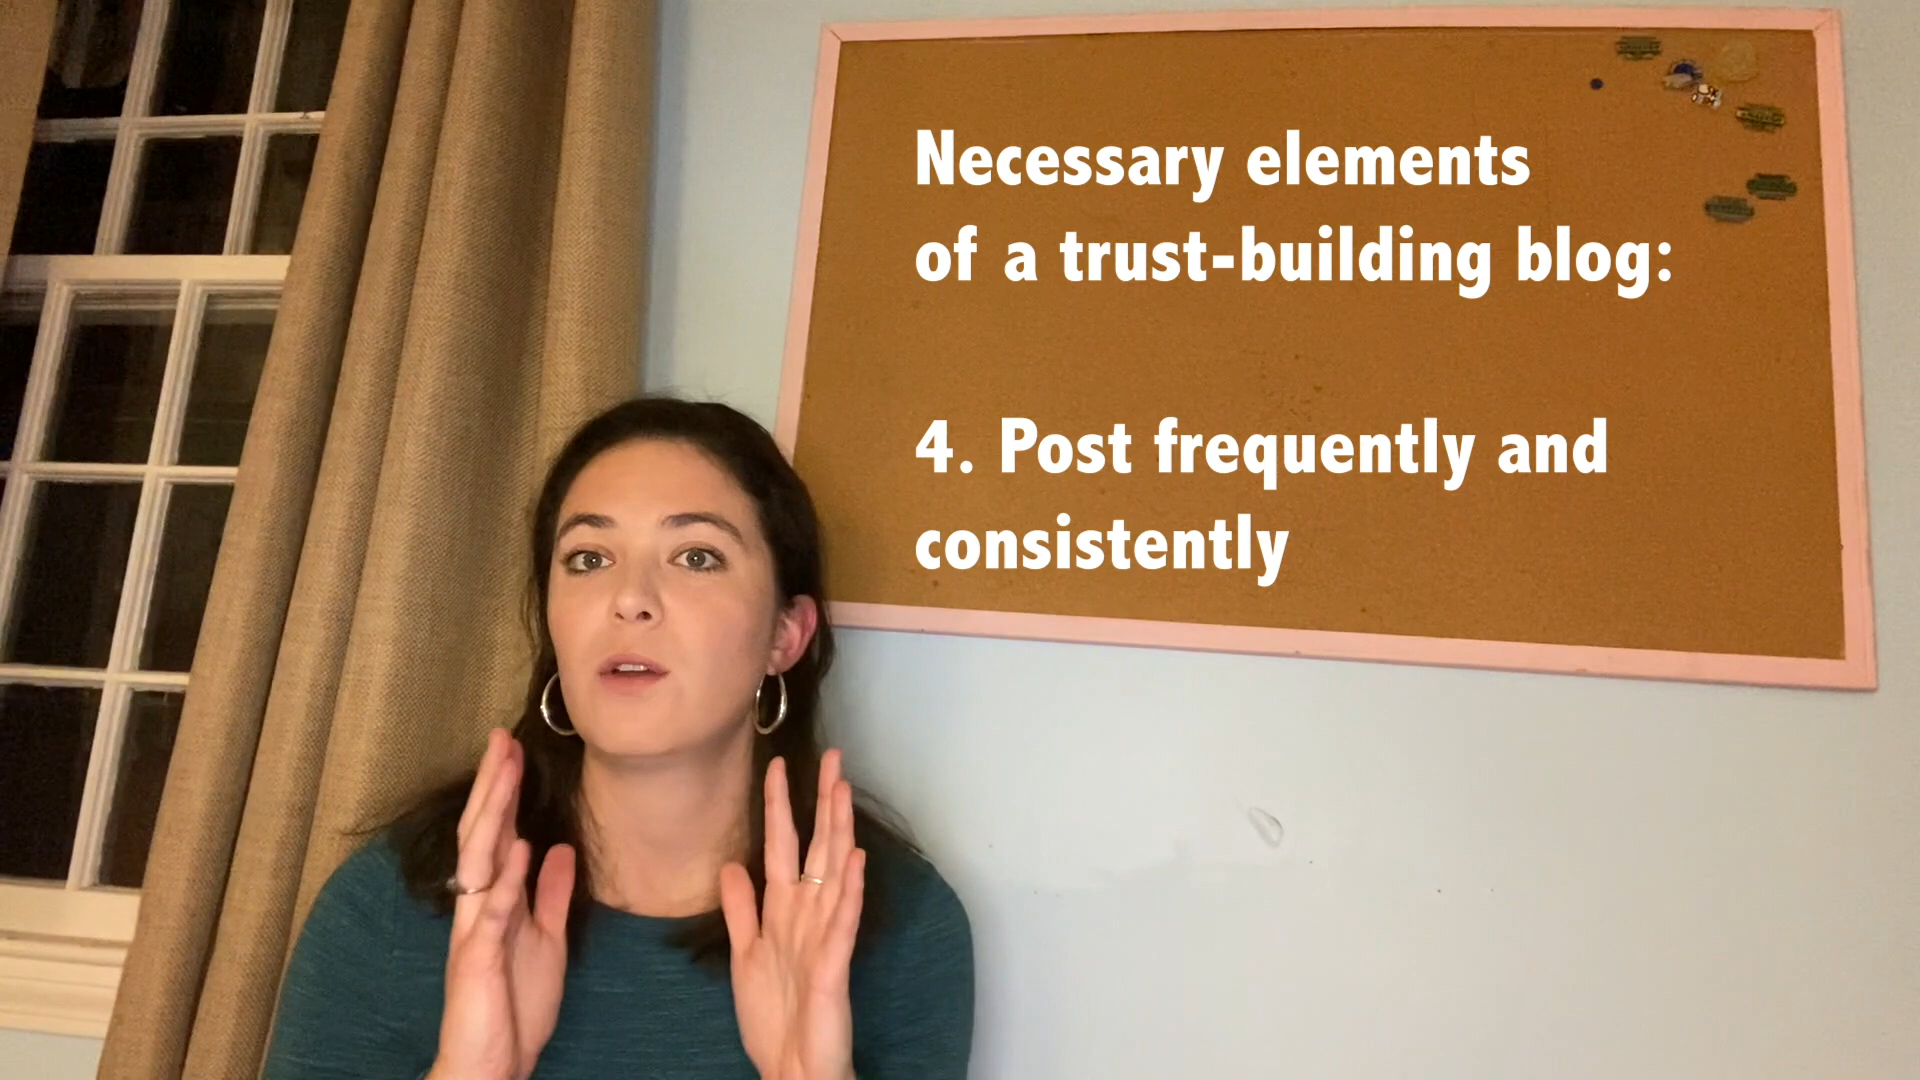 Necessary elements
of a trust-building blog:
4. Post frequently and
consistently